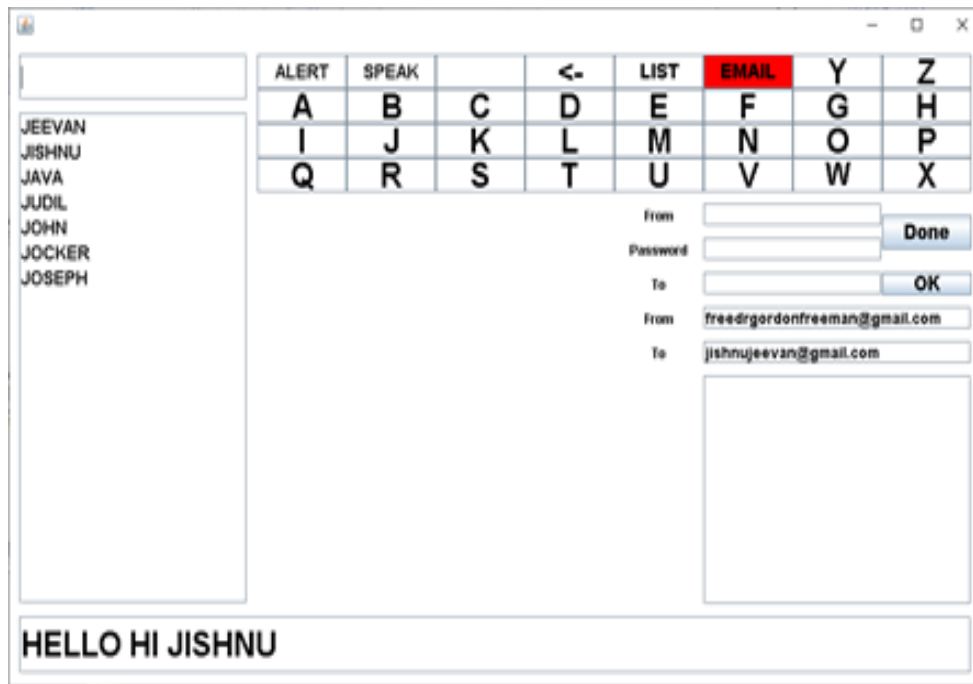 ALERT SPEAK <- LIST EMAIL Y Z
A B C D E F G H
I J K L M N O P
Q R S T U V W X
JEEVAN
JISHNU
JAVA
JUDIL
JOHN
JOCKER
JOSEPH
From
Done
Password
To
OK
From freedrgordonfreeman@gmail.com
To jishnujeevan@gmail.com
HELLO HI JISHNU